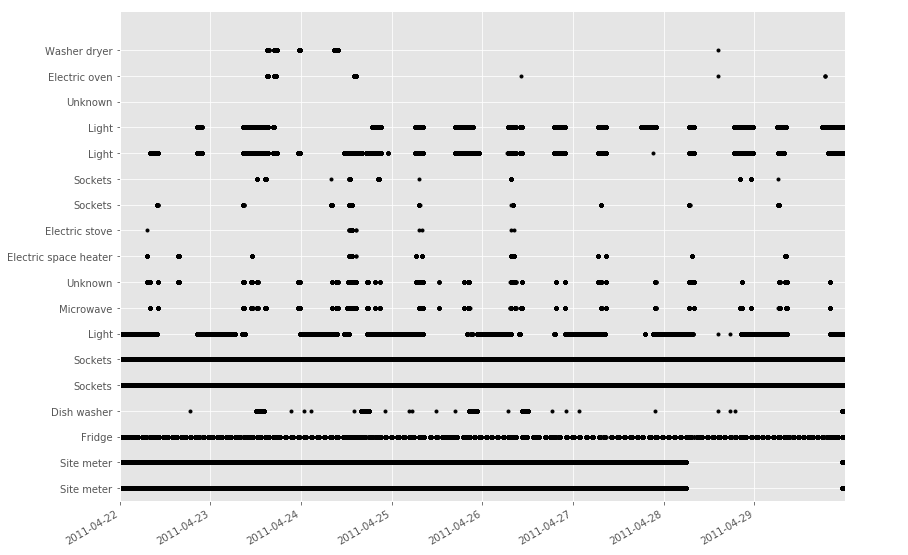 Washer dryer
Electric oven
Unknown
Light
Light
Sockets
Sockets
Electric stove
Electric space heater
Unknown
Microwave
Light
Sockets
Sockets
Dish washer
Fridge
Site meter
Site meter
2011-04-22
2011-04-23
2011-04-24
2011-04-25
2011-04-26
2011-04-27
2011-04-28
2011-04-29